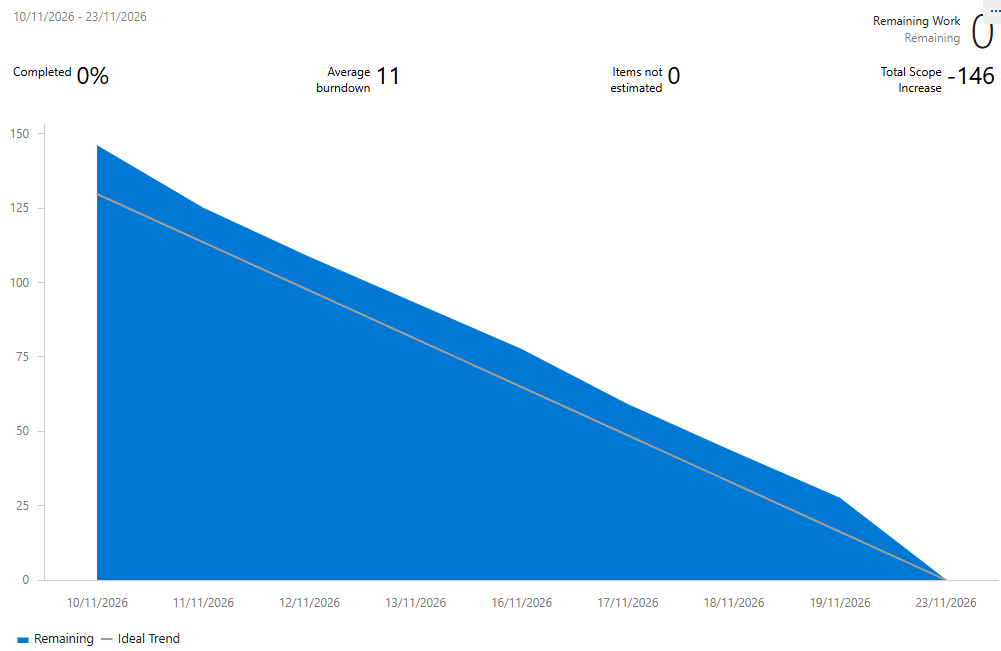 10/11/2026 - 23/11/2026
Remaining Work
Remaining
0
...
Completed 0%
Average
burndown
11
Items not
estimated
0
Total Scope
Increase
-146
150
125
100
75
50
25
0
10/11/2026 11/11/2026 12/11/2026 13/11/2026 16/11/2026 17/11/2026 18/11/2026 19/11/2026 23/11/2026
Remaining Ideal Trend